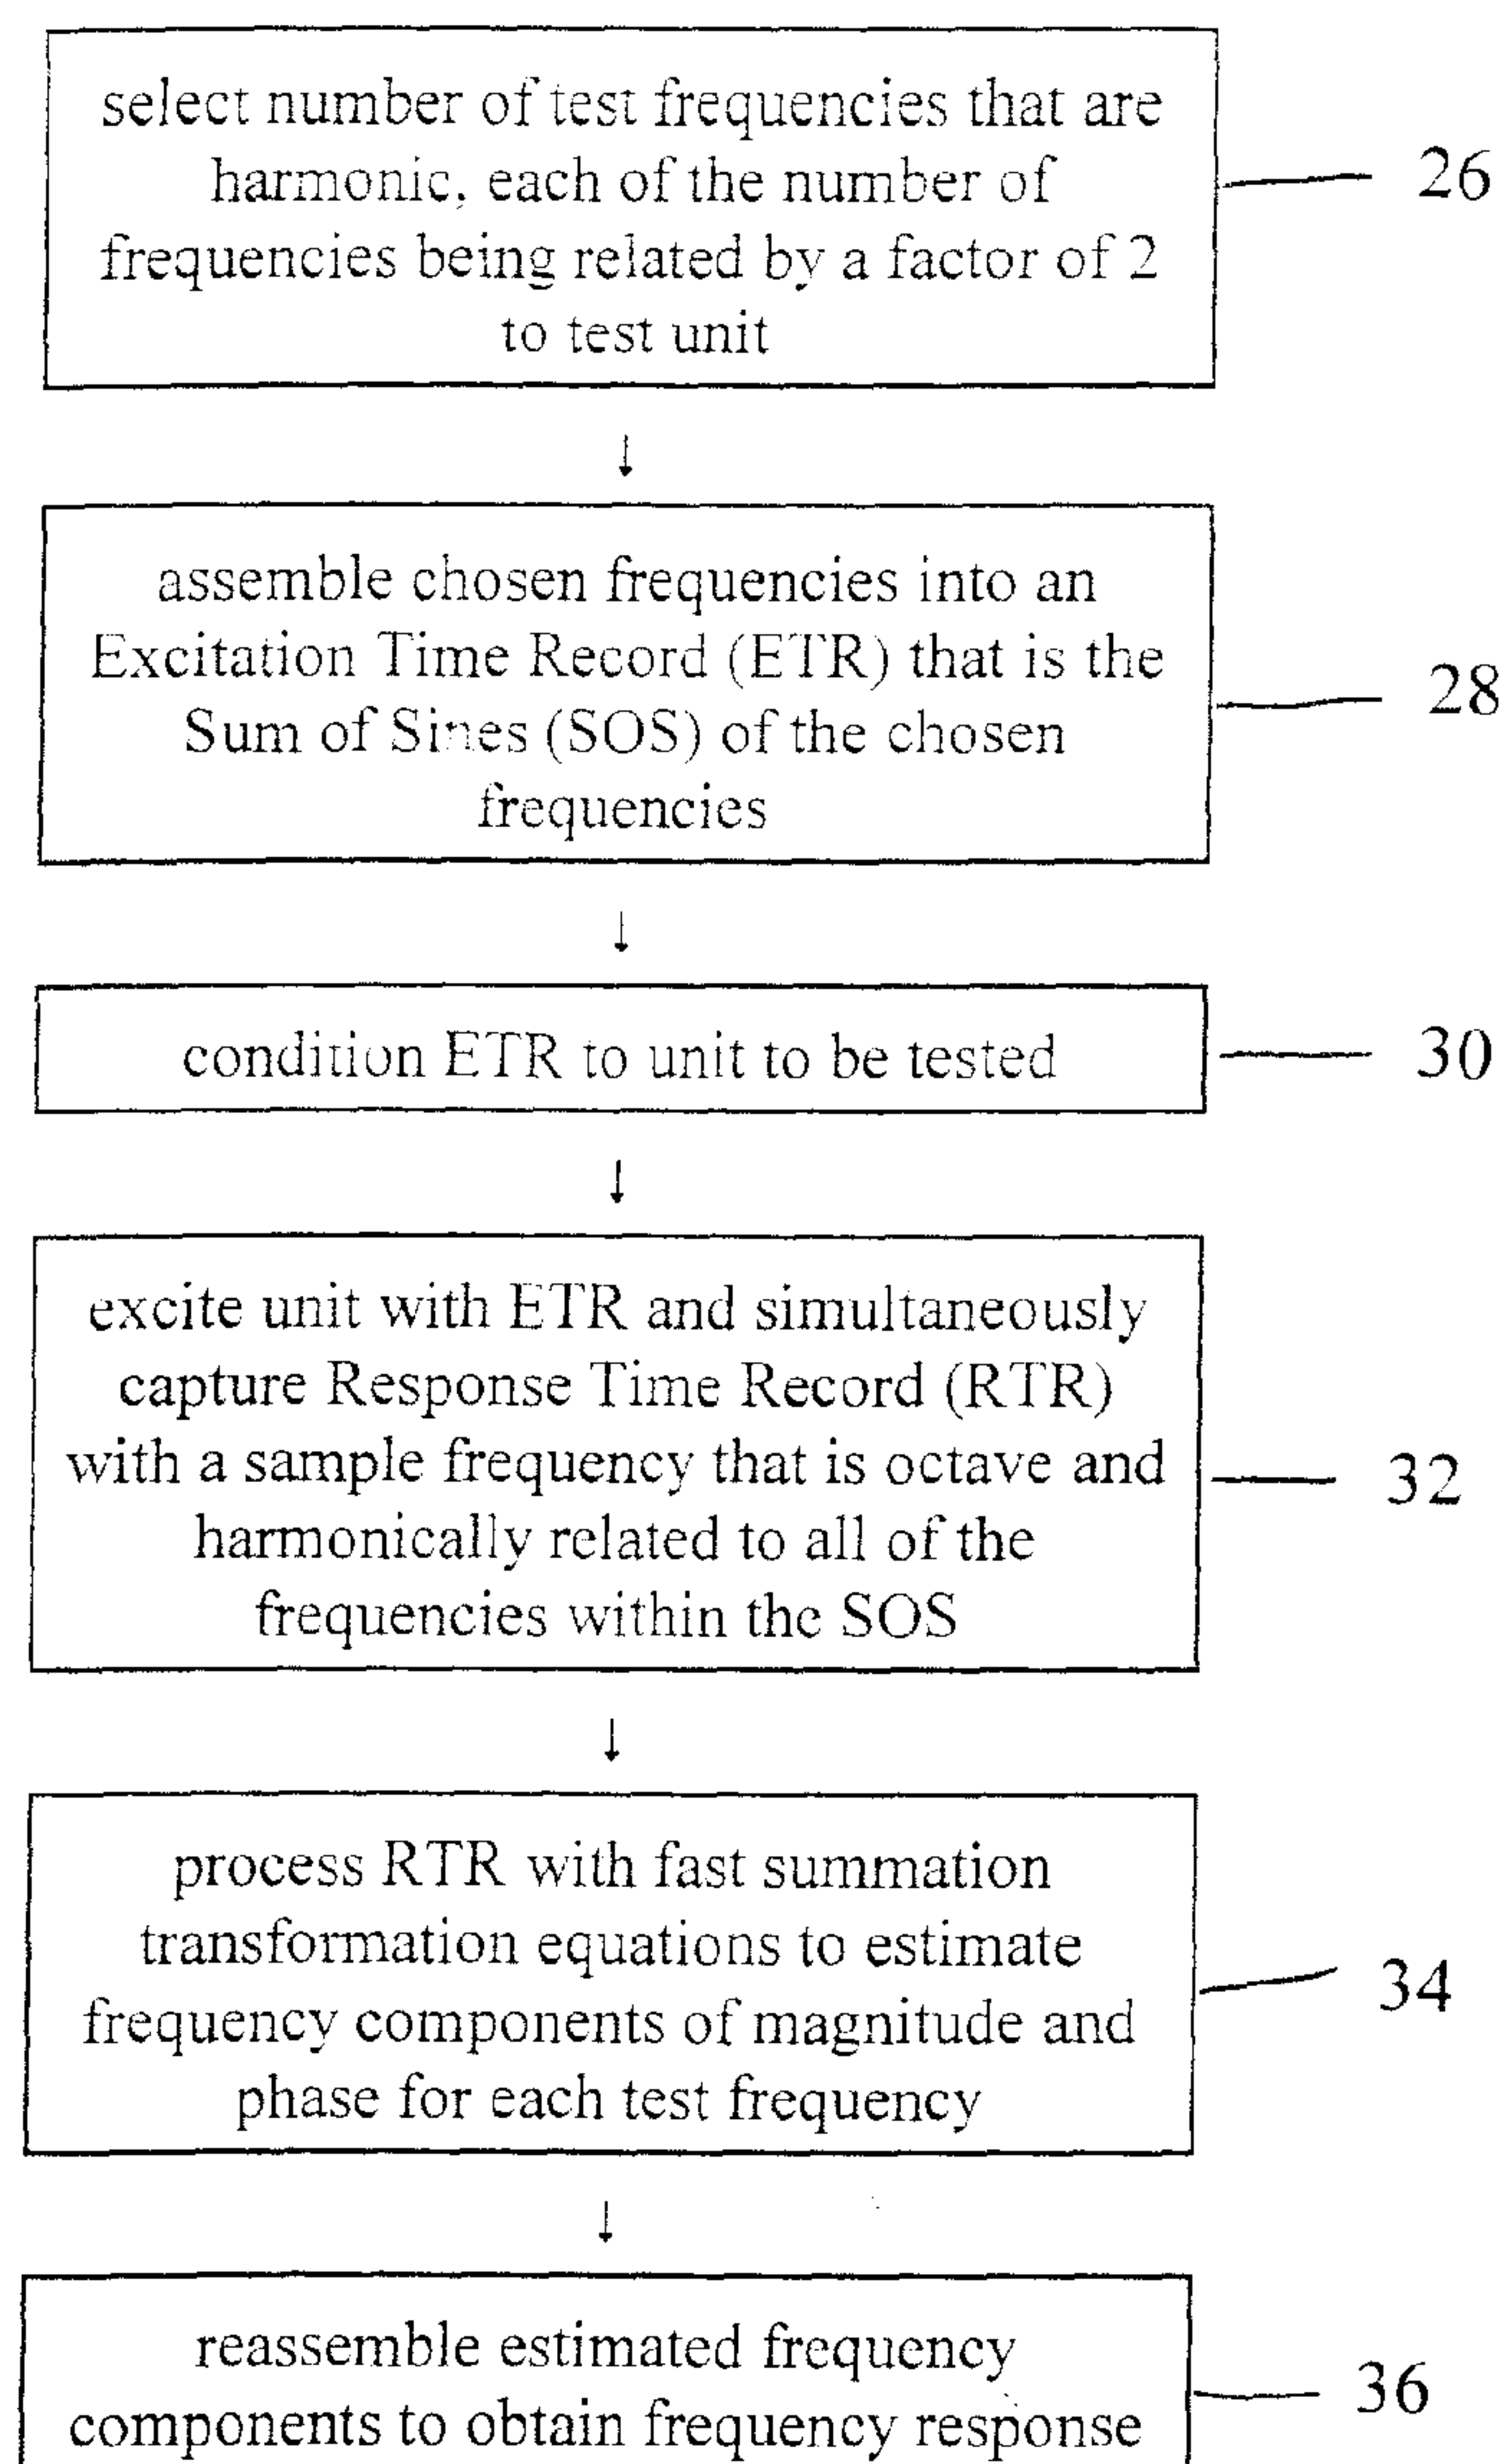 select number of test frequencies that are
harmonic, each of the number of
frequencies being related by a factor of 2
to test unit
26
assemble chosen frequencies into an
Excitation Time Record (ETR) that is the
Sum of Sines (SOS) of the chosen
frequencies
28
condition ETR to unit to be tested
30
excite unit with ETR and simultaneously
capture Response Time Record (RTR)
with a sample frequency that is octave and
harmonically related to all of the
frequencies within the SOS
32
process RTR with fast summation
transformation equations to estimate
frequency components of magnitude and
phase for each test frequency
34
reassemble estimated frequency
components to obtain frequency response
36